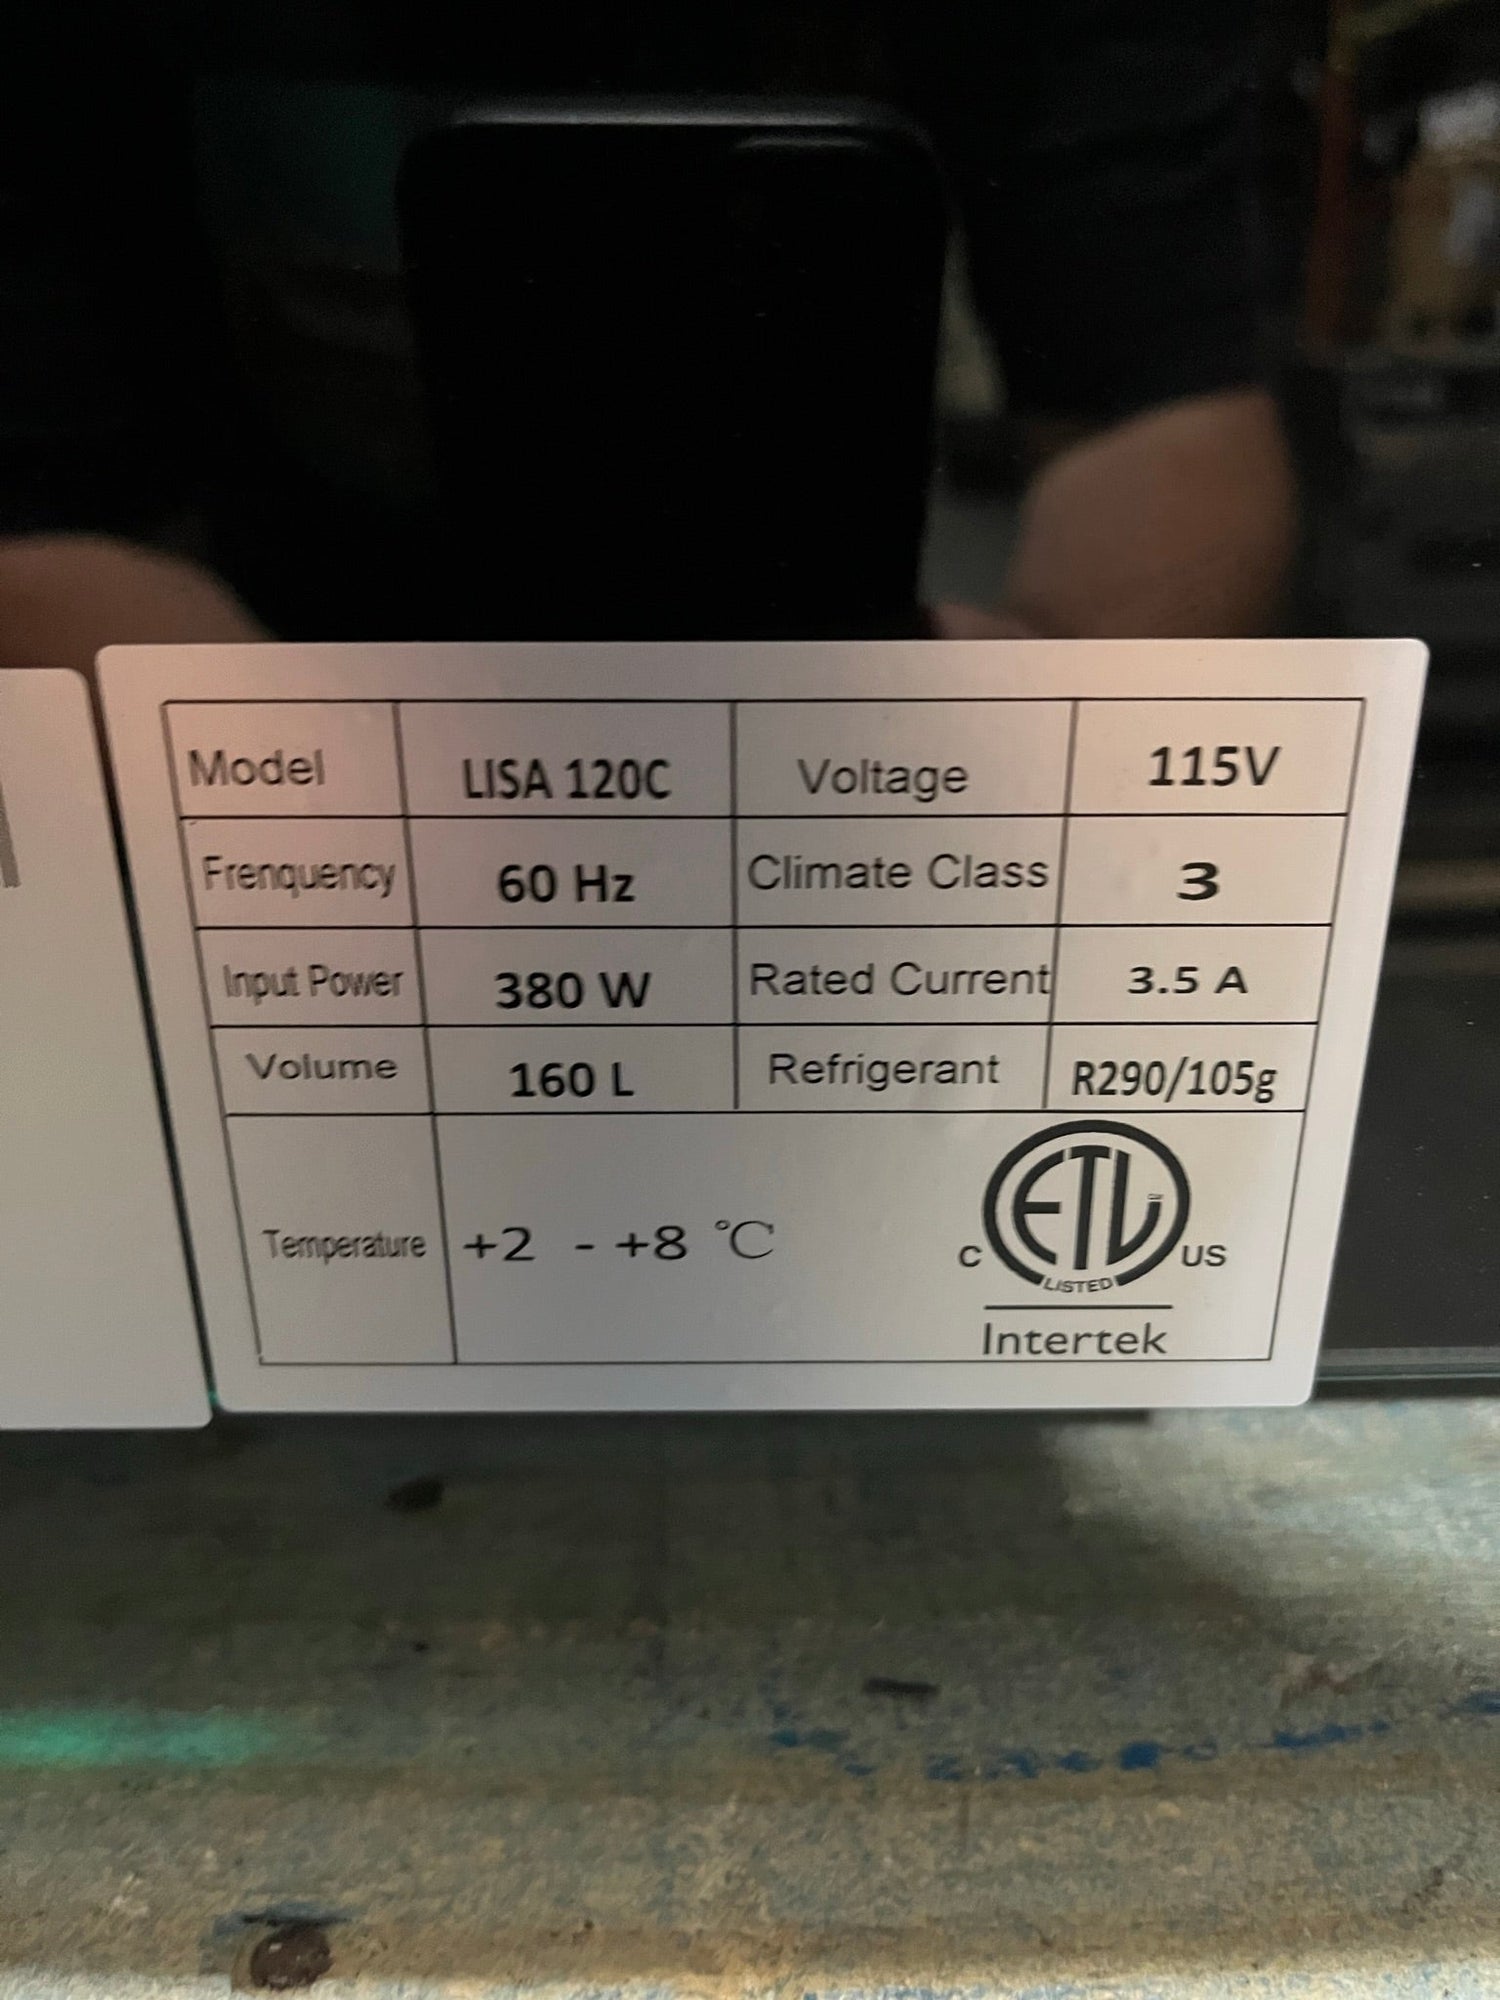 Model LISA 120C Voltage 115V
Frenquency 60 Hz Climate Class 3
Input Power 380 W Rated Current 3.5 A
Volume 160 L Refrigerant R290/105g
Temperature +2 - +8 ℃
ETL
C US
LISTED
Intertek